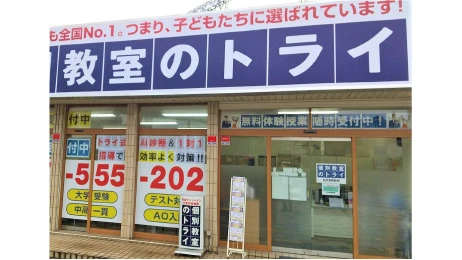 も全国No.1。つまり、子どもたちに選ばれています!
教室のトライ
付中
無料体験授業 随時受付中!
付中
トライ式
指導で
-555
大学受験
中高一貫
AI診断&1対1
効率よく対策!!
-202
テスト対
AO入
個別教室
のトライ
個別教室
のトライ